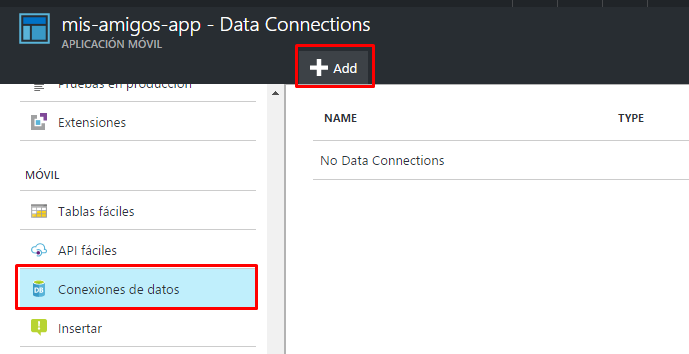 mis-amigos-app - Data Connections
APLICACIÓN MÓVIL
Add
Pruebas en producción
Extensiones
MÓVIL
Tablas fáciles
API fáciles
Conexiones de datos
Insertar
NAME TYPE
No Data Connections